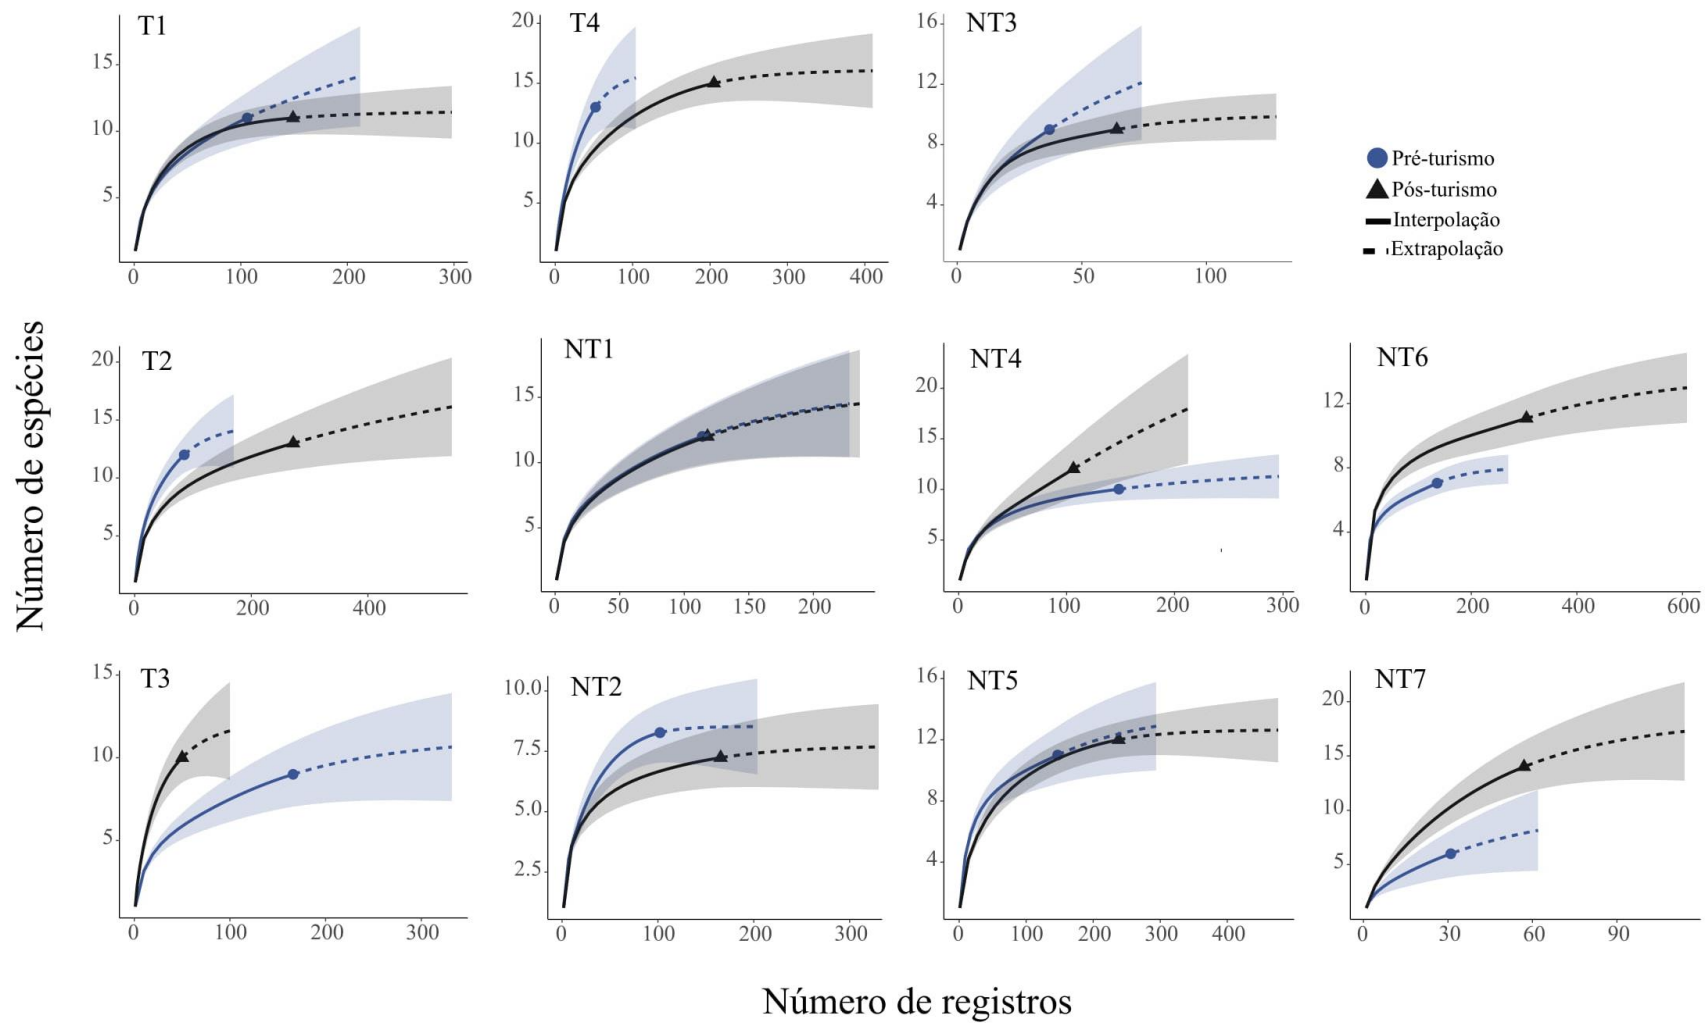 Número de espécies
T1
15
10
5
0 100 200 300
T4
20
15
10
5
0 100 200 300 400
NT3
16
12
8
4
0 50 100
Pré-turismo
Pós-turismo
Interpolação
Extrapolação
T2
20
15
10
5
0 200 400
NT1
15
10
5
0 50 100 150 200
NT4
20
15
10
5
0 100 200 300
NT6
12
8
4
0 200 400 600
T3
15
10
5
0 100 200 300
NT2
10.0
7.5
5.0
2.5
0 100 200 300
NT5
16
12
8
4
0 100 200 300 400
NT7
20
15
10
5
0 30 60 90
Número de registros